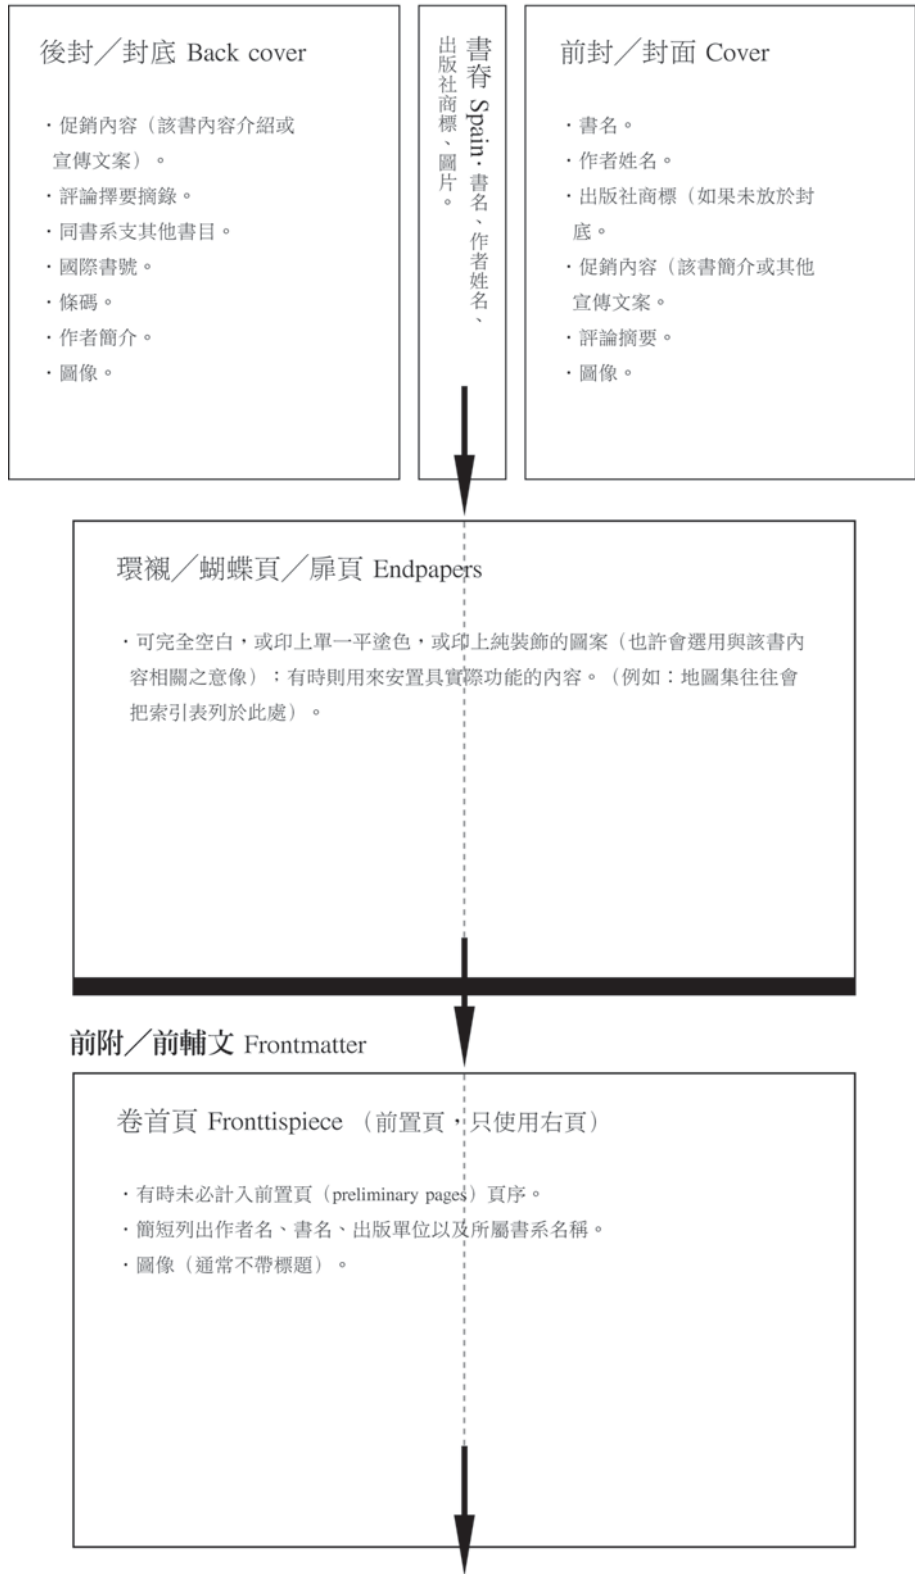 後封／封底 Back cover
・促銷內容（該書內容介紹或
宣傳文案）。
・評論擇要摘錄。
・同書系支其他書目。
・國際書號。
・條碼。
・作者簡介。
・圖像。
書脊 Spain・書名、作者姓名、
出版社商標、圖片。
前封／封面 Cover
・書名。
・作者姓名。
・出版社商標（如果未放於封
底。
・促銷內容（該書簡介或其他
宣傳文案。
・評論摘要。
・圖像。
環襯／蝴蝶頁／扉頁 Endpapers
・可完全空白，或印上單一平塗色，或印上純裝飾的圖案（也許會選用與該書內
容相關之意像）；有時則用來安置具實際功能的內容。（例如：地圖集往往會
把索引表列於此處）。
前附／前輔文 Frontmatter
卷首頁 Fronttispiece （前置頁，只使用右頁）
・有時未必計入前置頁（preliminary pages）頁序。
・簡短列出作者名、書名、出版單位以及所屬書系名稱。
・圖像（通常不帶標題）。